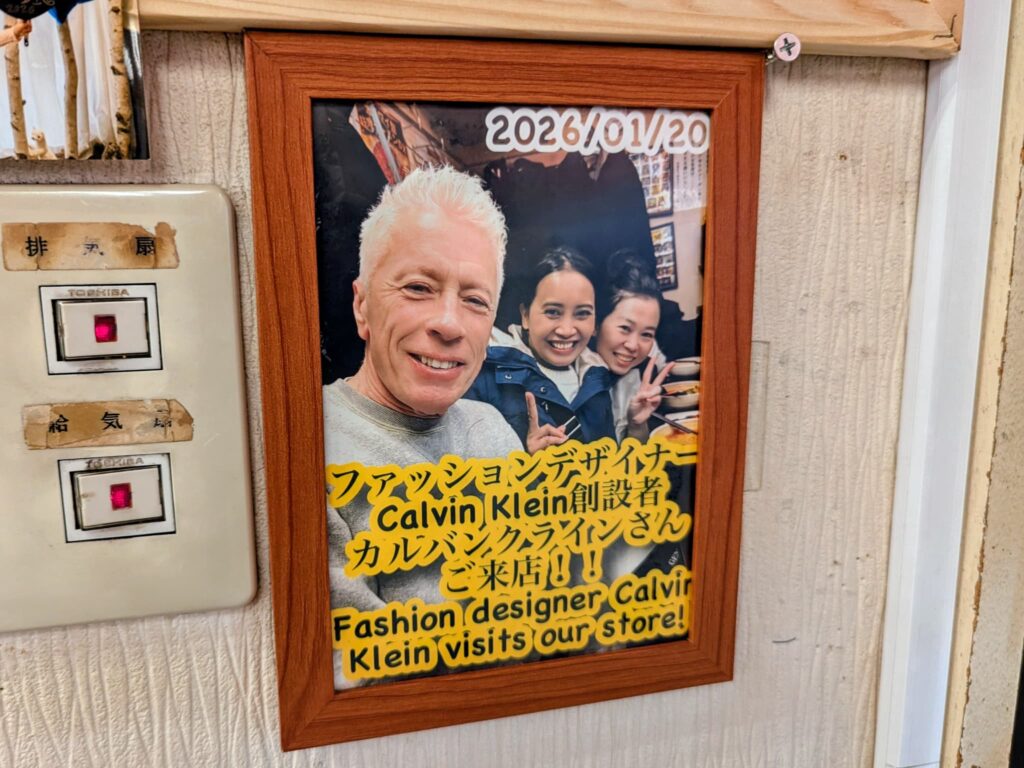 2026
排気扇
TOSHIBA
給気扇
TOSHIBA
2026/01/20
ファッションデザイナー
Calvin Klein創設者
カルバンクラインさん
ご来店！！
Fashion designer Calvin
Klein visits our store!